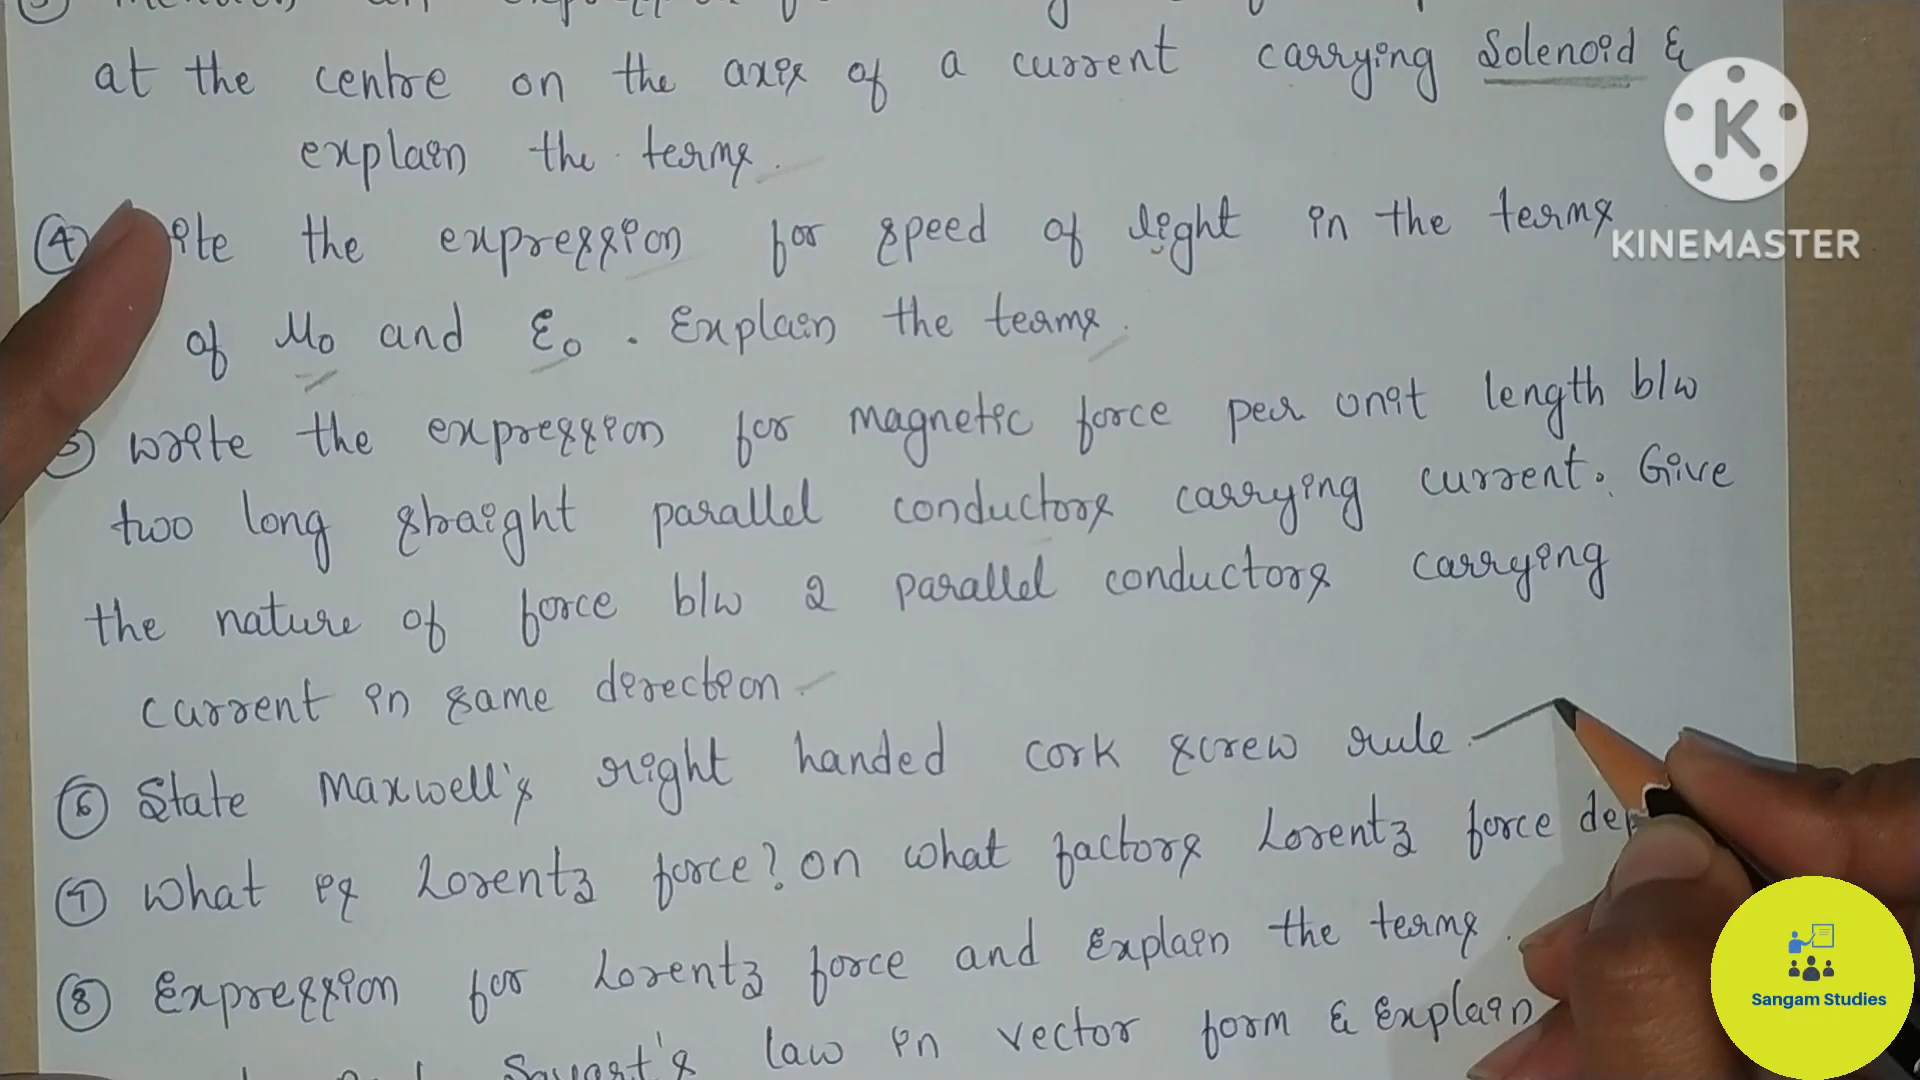 at the centre on the axis of a current carrying Solenoid &
explain the terms.
④ the expression for speed of light in the terms
of μ₀ and ε₀. Explain the terms.
write the expression for magnetic force per unit length b/w
two long straight parallel conductors carrying current. Give
the nature of force b/w 2 parallel conductors carrying
current in same direction.
⑥ State Maxwell's right handed cork screw rule.
⑦ What is Lorentz force? on what factors Lorentz force
⑧ Expression for Lorentz force and Explain the terms.
law in vector form & Explain
KINEMASTER
Sangam Studies